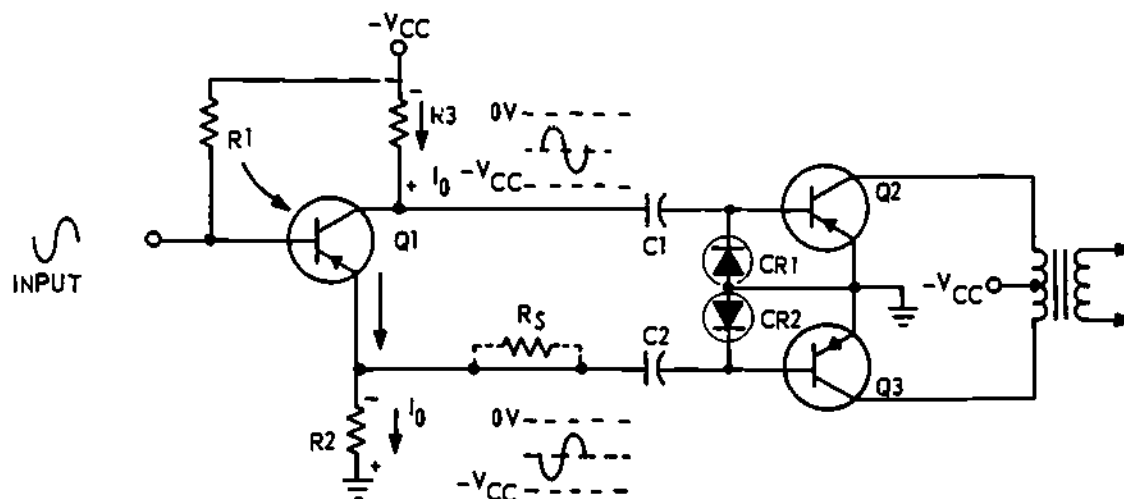 -VCC
R1
R3
I0
+
-
0V
-VCC
Q1
INPUT
C1
Q2
CR1
CR2
-VCC
RS
C2
Q3
R2
-
I0
+
0V
-VCC